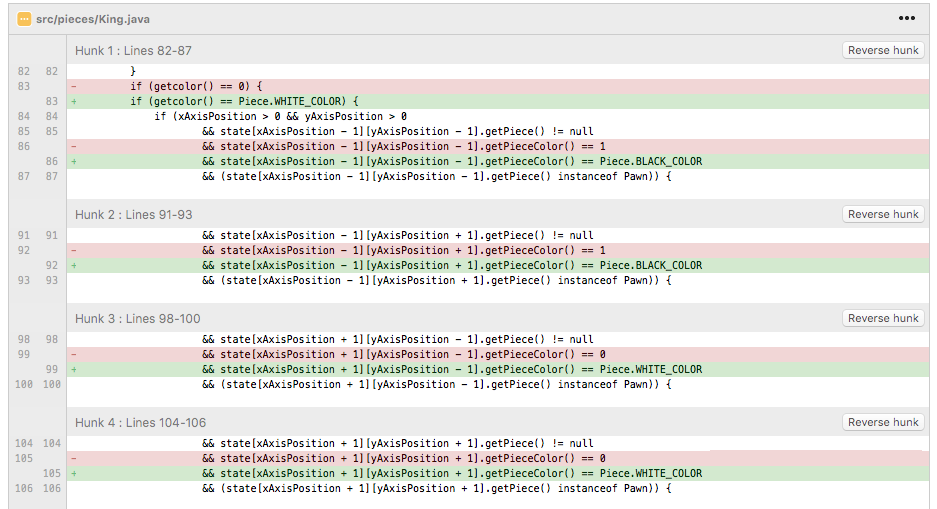 src/pieces/King.java •••
Hunk 1 : Lines 82-87 Reverse hunk
82 82 }
83 - if (getcolor() == 0) {
83 + if (getcolor() == Piece.WHITE_COLOR) {
84 84 if (xAxisPosition > 0 && yAxisPosition > 0
85 85 && state[xAxisPosition - 1][yAxisPosition - 1].getPiece() != null
86 - && state[xAxisPosition - 1][yAxisPosition - 1].getPieceColor() == 1
86 + && state[xAxisPosition - 1][yAxisPosition - 1].getPieceColor() == Piece.BLACK_COLOR
87 87 && (state[xAxisPosition - 1][yAxisPosition - 1].getPiece() instanceof Pawn)) {
Hunk 2 : Lines 91-93 Reverse hunk
91 91 && state[xAxisPosition - 1][yAxisPosition + 1].getPiece() != null
92 - && state[xAxisPosition - 1][yAxisPosition + 1].getPieceColor() == 1
92 + && state[xAxisPosition - 1][yAxisPosition + 1].getPieceColor() == Piece.BLACK_COLOR
93 93 && (state[xAxisPosition - 1][yAxisPosition + 1].getPiece() instanceof Pawn)) {
Hunk 3 : Lines 98-100 Reverse hunk
98 98 && state[xAxisPosition + 1][yAxisPosition - 1].getPiece() != null
99 - && state[xAxisPosition + 1][yAxisPosition - 1].getPieceColor() == 0
99 + && state[xAxisPosition + 1][yAxisPosition - 1].getPieceColor() == Piece.WHITE_COLOR
100 100 && (state[xAxisPosition + 1][yAxisPosition - 1].getPiece() instanceof Pawn)) {
Hunk 4 : Lines 104-106 Reverse hunk
104 104 && state[xAxisPosition + 1][yAxisPosition + 1].getPiece() != null
105 - && state[xAxisPosition + 1][yAxisPosition + 1].getPieceColor() == 0
105 + && state[xAxisPosition + 1][yAxisPosition + 1].getPieceColor() == Piece.WHITE_COLOR
106 106 && (state[xAxisPosition + 1][yAxisPosition + 1].getPiece() instanceof Pawn)) {